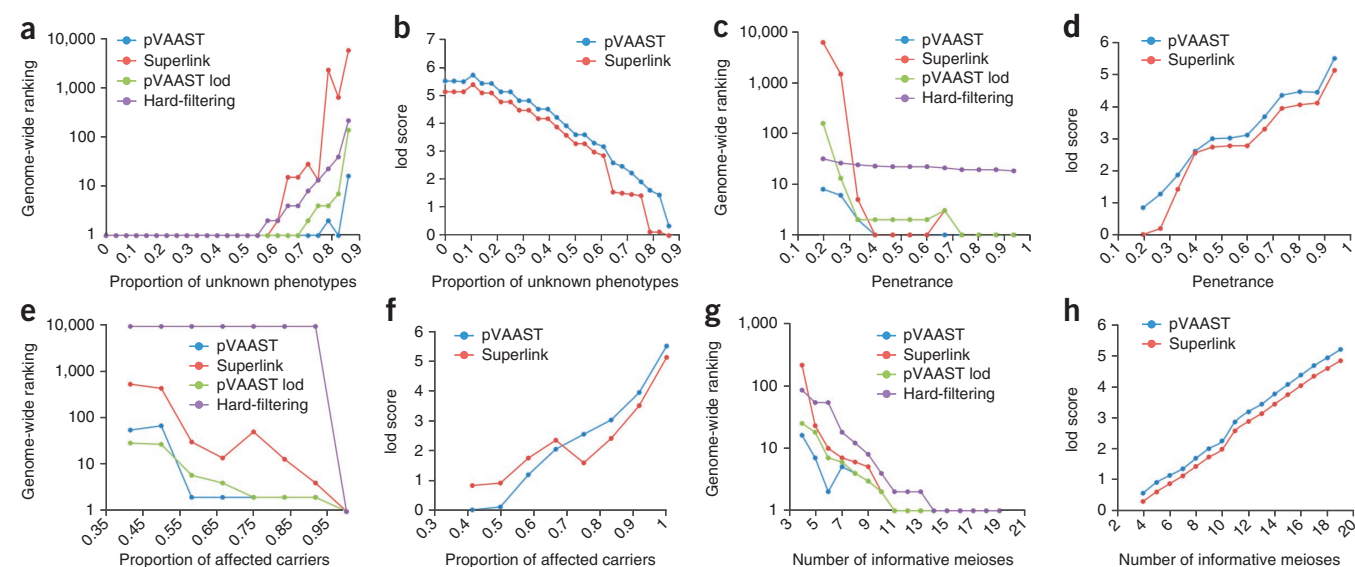 a
10,000
1,000
100
10
1
Genome-wide ranking
pVAAST
Superlink
pVAAST lod
Hard-filtering
0
0.1
0.2
0.3
0.4
0.5
0.6
0.7
0.8
0.9
Proportion of unknown phenotypes
b
7
6
5
4
3
2
1
0
lod score
pVAAST
Superlink
0
0.1
0.2
0.3
0.4
0.5
0.6
0.7
0.8
0.9
Proportion of unknown phenotypes
c
10,000
1,000
100
10
1
Genome-wide ranking
pVAAST
Superlink
pVAAST lod
Hard-filtering
0.1
0.2
0.3
0.4
0.5
0.6
0.7
0.8
0.9
1
Penetrance
d
6
5
4
3
2
1
0
lod score
pVAAST
Superlink
0.1
0.2
0.3
0.4
0.5
0.6
0.7
0.8
0.9
1
Penetrance
e
10,000
1,000
100
10
1
Genome-wide ranking
pVAAST
Superlink
pVAAST lod
Hard-filtering
0.35
0.45
0.55
0.65
0.75
0.85
0.95
Proportion of affected carriers
f
6
5
4
3
2
1
0
lod score
pVAAST
Superlink
0.3
0.4
0.5
0.6
0.7
0.8
0.9
1
Proportion of affected carriers
g
1,000
100
10
1
Genome-wide ranking
pVAAST
Superlink
pVAAST lod
Hard-filtering
3
5
7
9
11
13
15
17
19
21
Number of informative meioses
h
6
5
4
3
2
1
0
lod score
pVAAST
Superlink
2
4
6
8
10
12
14
16
18
20
Number of informative meioses